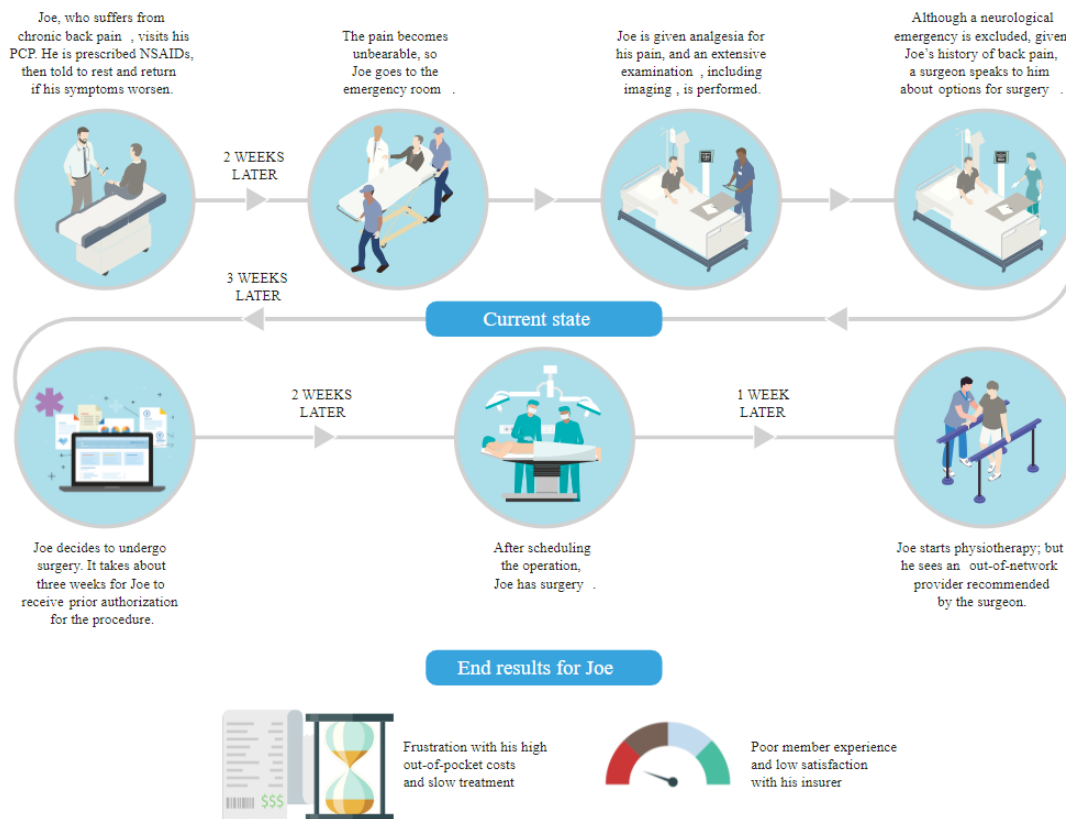 Joe, who suffers from
chronic back pain , visits his
PCP. He is prescribed NSAIDs,
then told to rest and return
if his symptoms worsen.
2 WEEKS
LATER
The pain becomes
unbearable, so
Joe goes to the
emergency room .
Joe is given analgesia for
his pain, and an extensive
examination , including
imaging , is performed.
Although a neurological
emergency is excluded, given
Joe's history of back pain,
a surgeon speaks to him
about options for surgery .
3 WEEKS
LATER
Current state
Joe decides to undergo
surgery. It takes about
three weeks for Joe to
receive prior authorization
for the procedure.
2 WEEKS
LATER
After scheduling
the operation,
Joe has surgery .
1 WEEK
LATER
Joe starts physiotherapy; but
he sees an out-of-network
provider recommended
by the surgeon.
End results for Joe
$$$
Frustration with his high
out-of-pocket costs
and slow treatment
Poor member experience
and low satisfaction
with his insurer